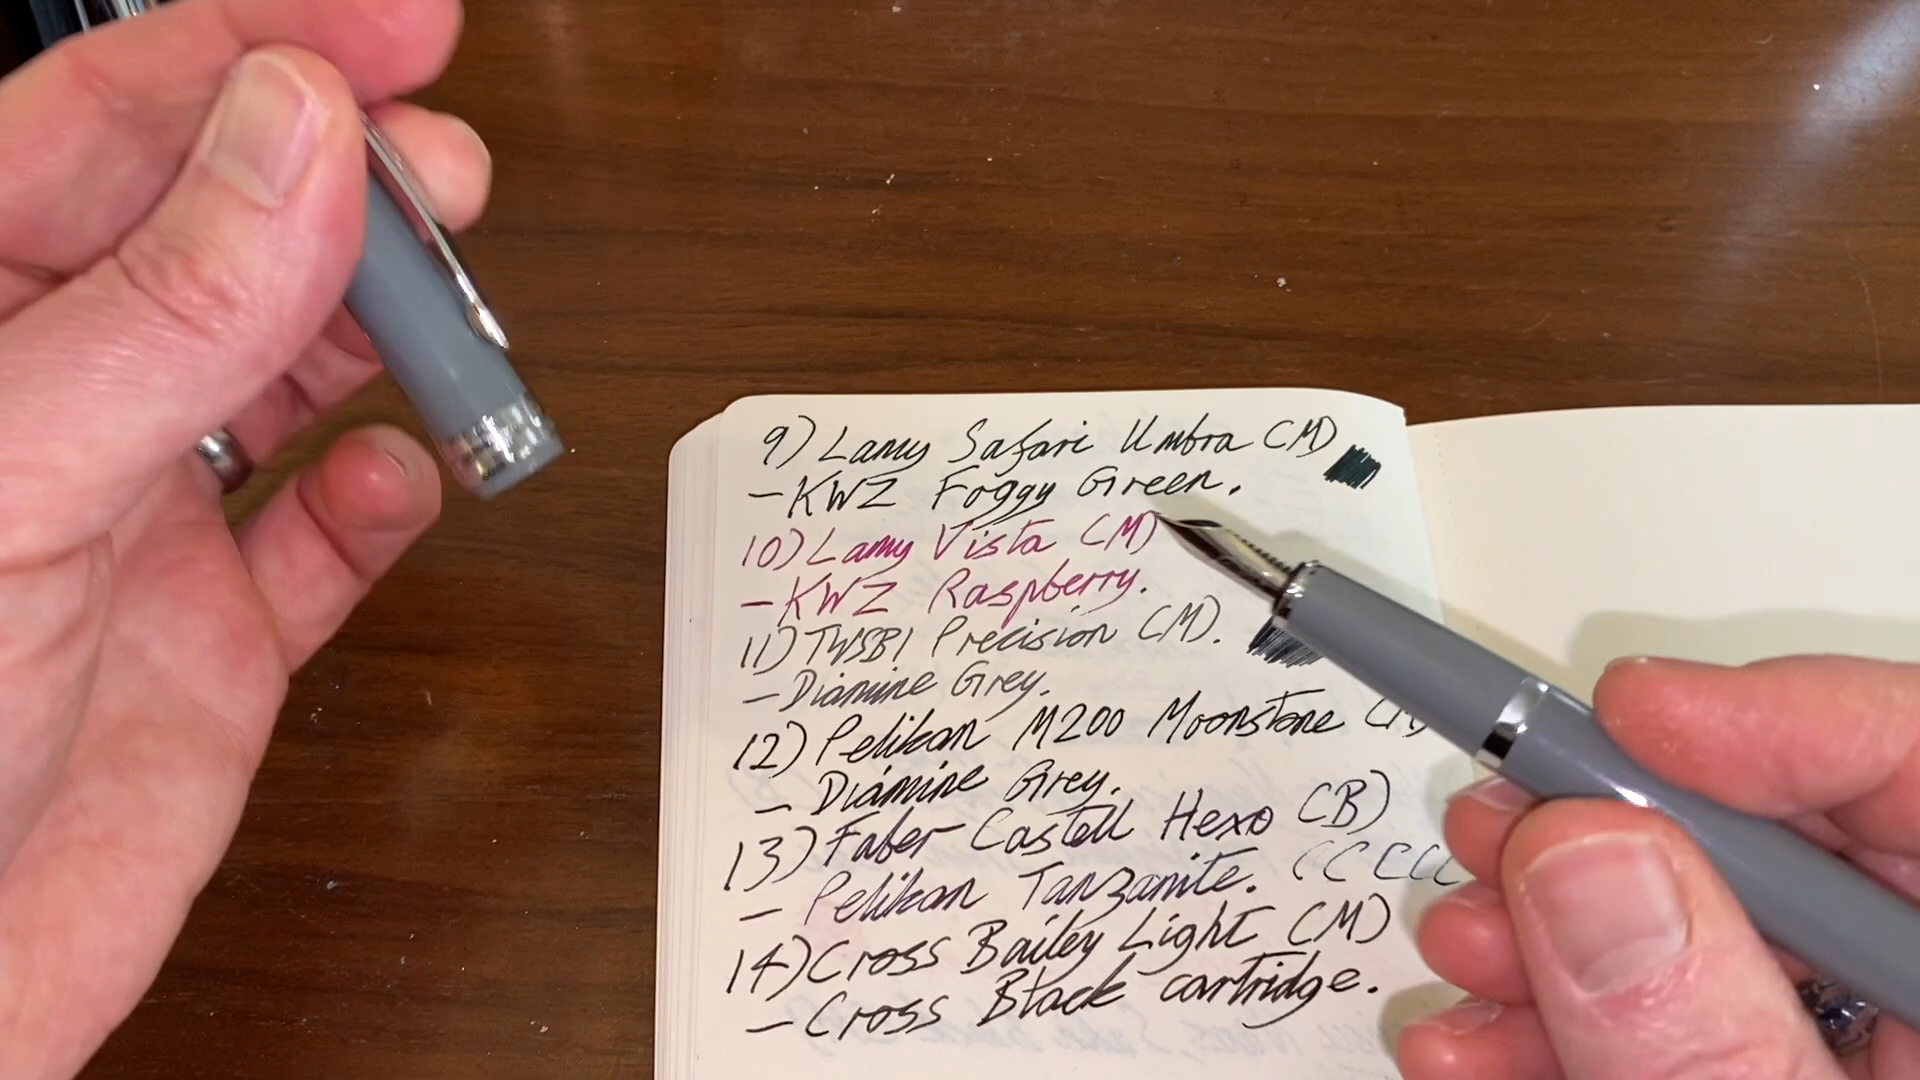 9) Lamy Safari Umbra (M)
- KWZ Foggy Green.
10) Lamy Vista (M)
- KWZ Raspberry.
11) TWSBI Precision (M).
- Diamine Grey.
12) Pelikan M200 Moonstone (M)
- Diamine Grey.
13) Faber Castell Hexo (B)
- Pelikan Tanzanite. CCCCC
14) Cross Bailey Light (M)
- Cross Black cartridge.